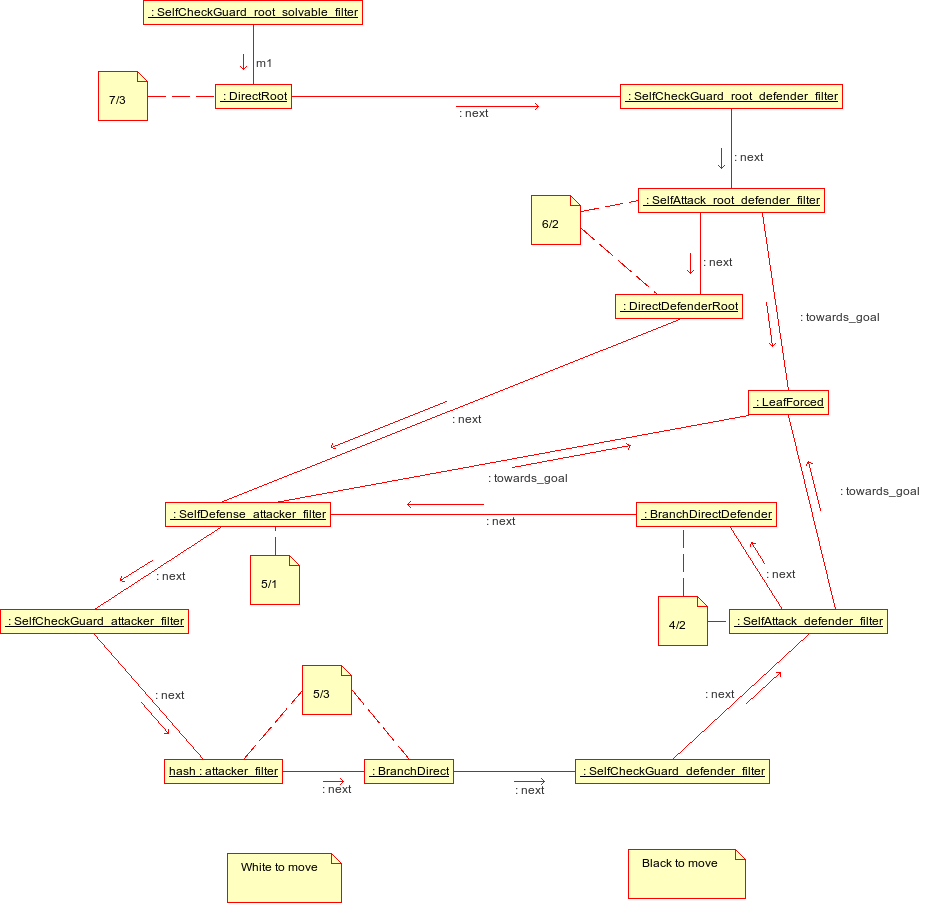 : SelfCheckGuard_root_solvable_filter
m1
7/3
: DirectRoot
: SelfCheckGuard_root_defender_filter
: next
: next
: SelfAttack_root_defender_filter
6/2
: next
: DirectDefenderRoot
: towards_goal
: LeafForced
: next
: towards_goal
: towards_goal
: SelfDefense_attacker_filter
: BranchDirectDefender
: next
: next
: next
5/1
: SelfCheckGuard_attacker_filter
4/2
: SelfAttack_defender_filter
: next
5/3
: next
hash : attacker_filter
: BranchDirect
: SelfCheckGuard_defender_filter
: next
: next
White to move
Black to move